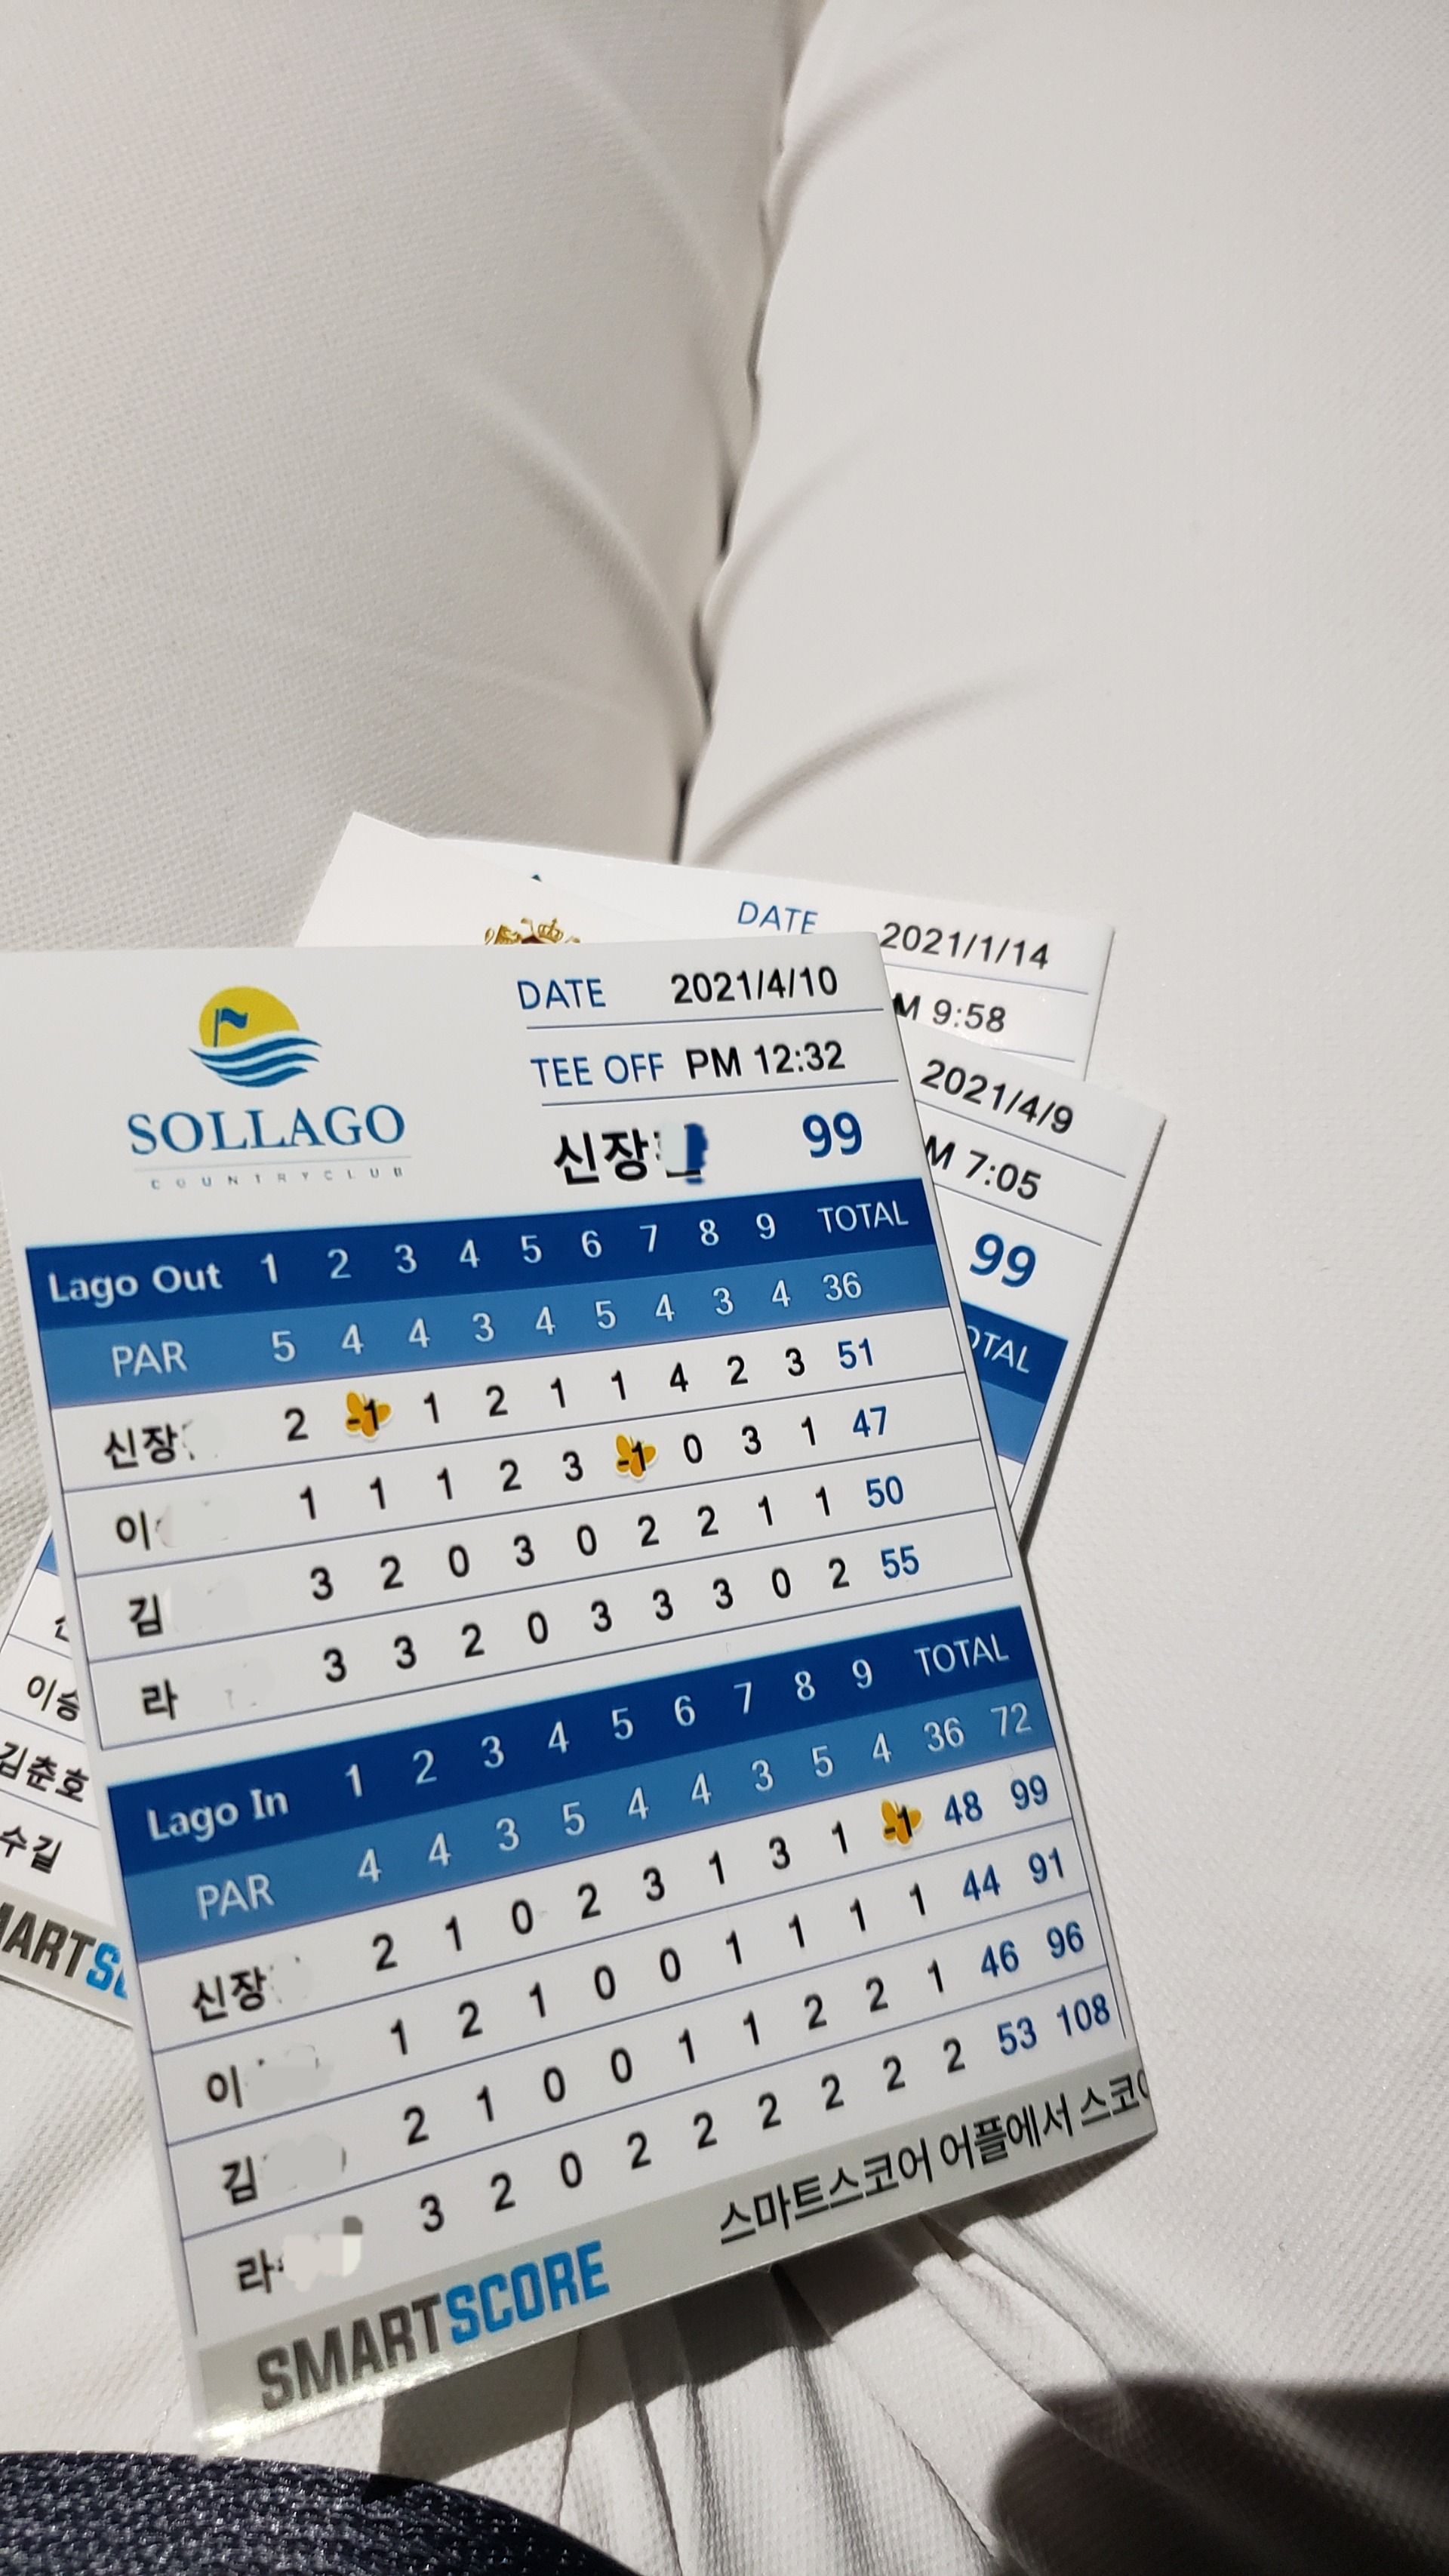 DATE 2021/1/14
M 9:58
2021/4/9
M 7:05
99
OTAL
SOLLAGO
COUNTRYCLUB
DATE 2021/4/10
TEE OFF PM 12:32
신장 99
Lago Out 1 2 3 4 5 6 7 8 9 TOTAL
PAR 5 4 4 3 4 5 4 3 4 36
신장 2 -1 1 2 1 1 4 2 3 51
이 1 1 1 2 3 -1 0 3 1 47
김 3 2 0 3 0 2 2 1 1 50
라 3 3 2 0 3 3 3 0 2 55
Lago In 1 2 3 4 5 6 7 8 9 TOTAL
PAR 4 4 3 5 4 4 3 5 4 36 72
신장 2 1 0 2 3 1 3 1 -1 48 99
이 1 2 1 0 0 1 1 1 1 44 91
김 2 1 0 0 1 1 2 2 1 46 96
라 3 2 0 2 2 2 2 2 2 53 108
SMARTSCORE 스마트스코어 어플에서 스코
이승
김춘호
수길
MARTSC